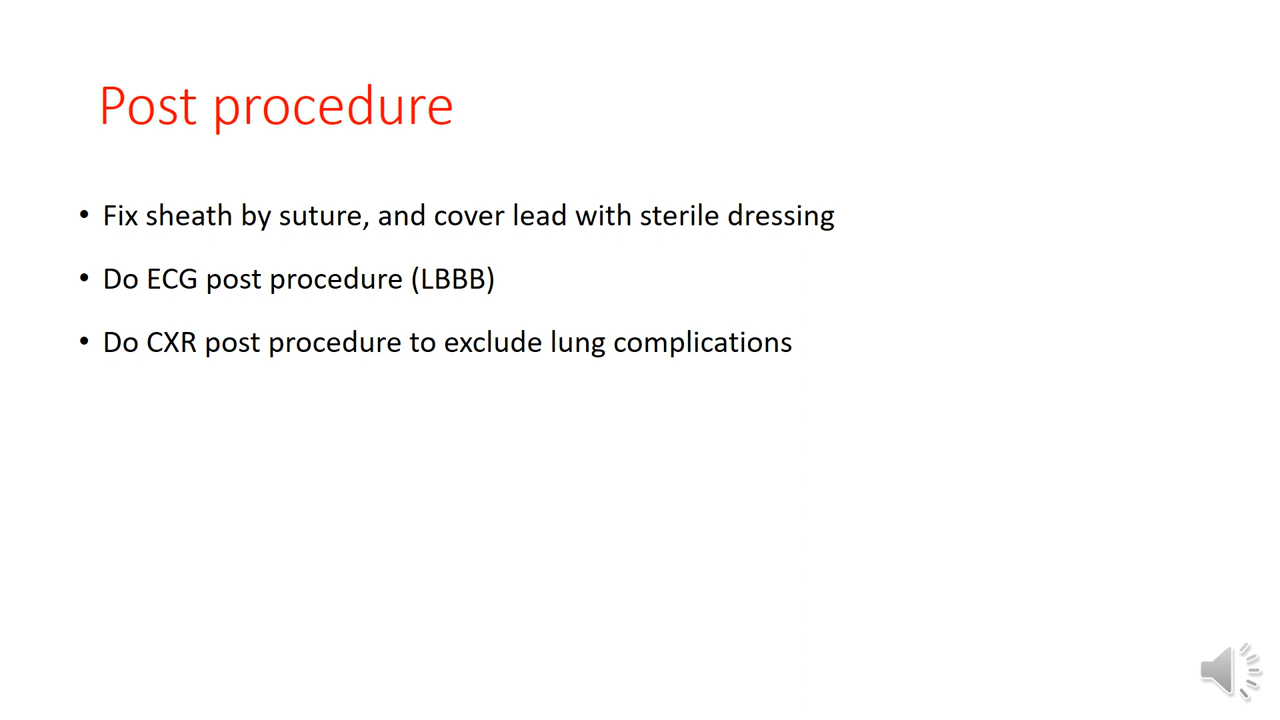 Post procedure
• Fix sheath by suture, and cover lead with sterile dressing
• Do ECG post procedure (LBBB)
• Do CXR post procedure to exclude lung complications